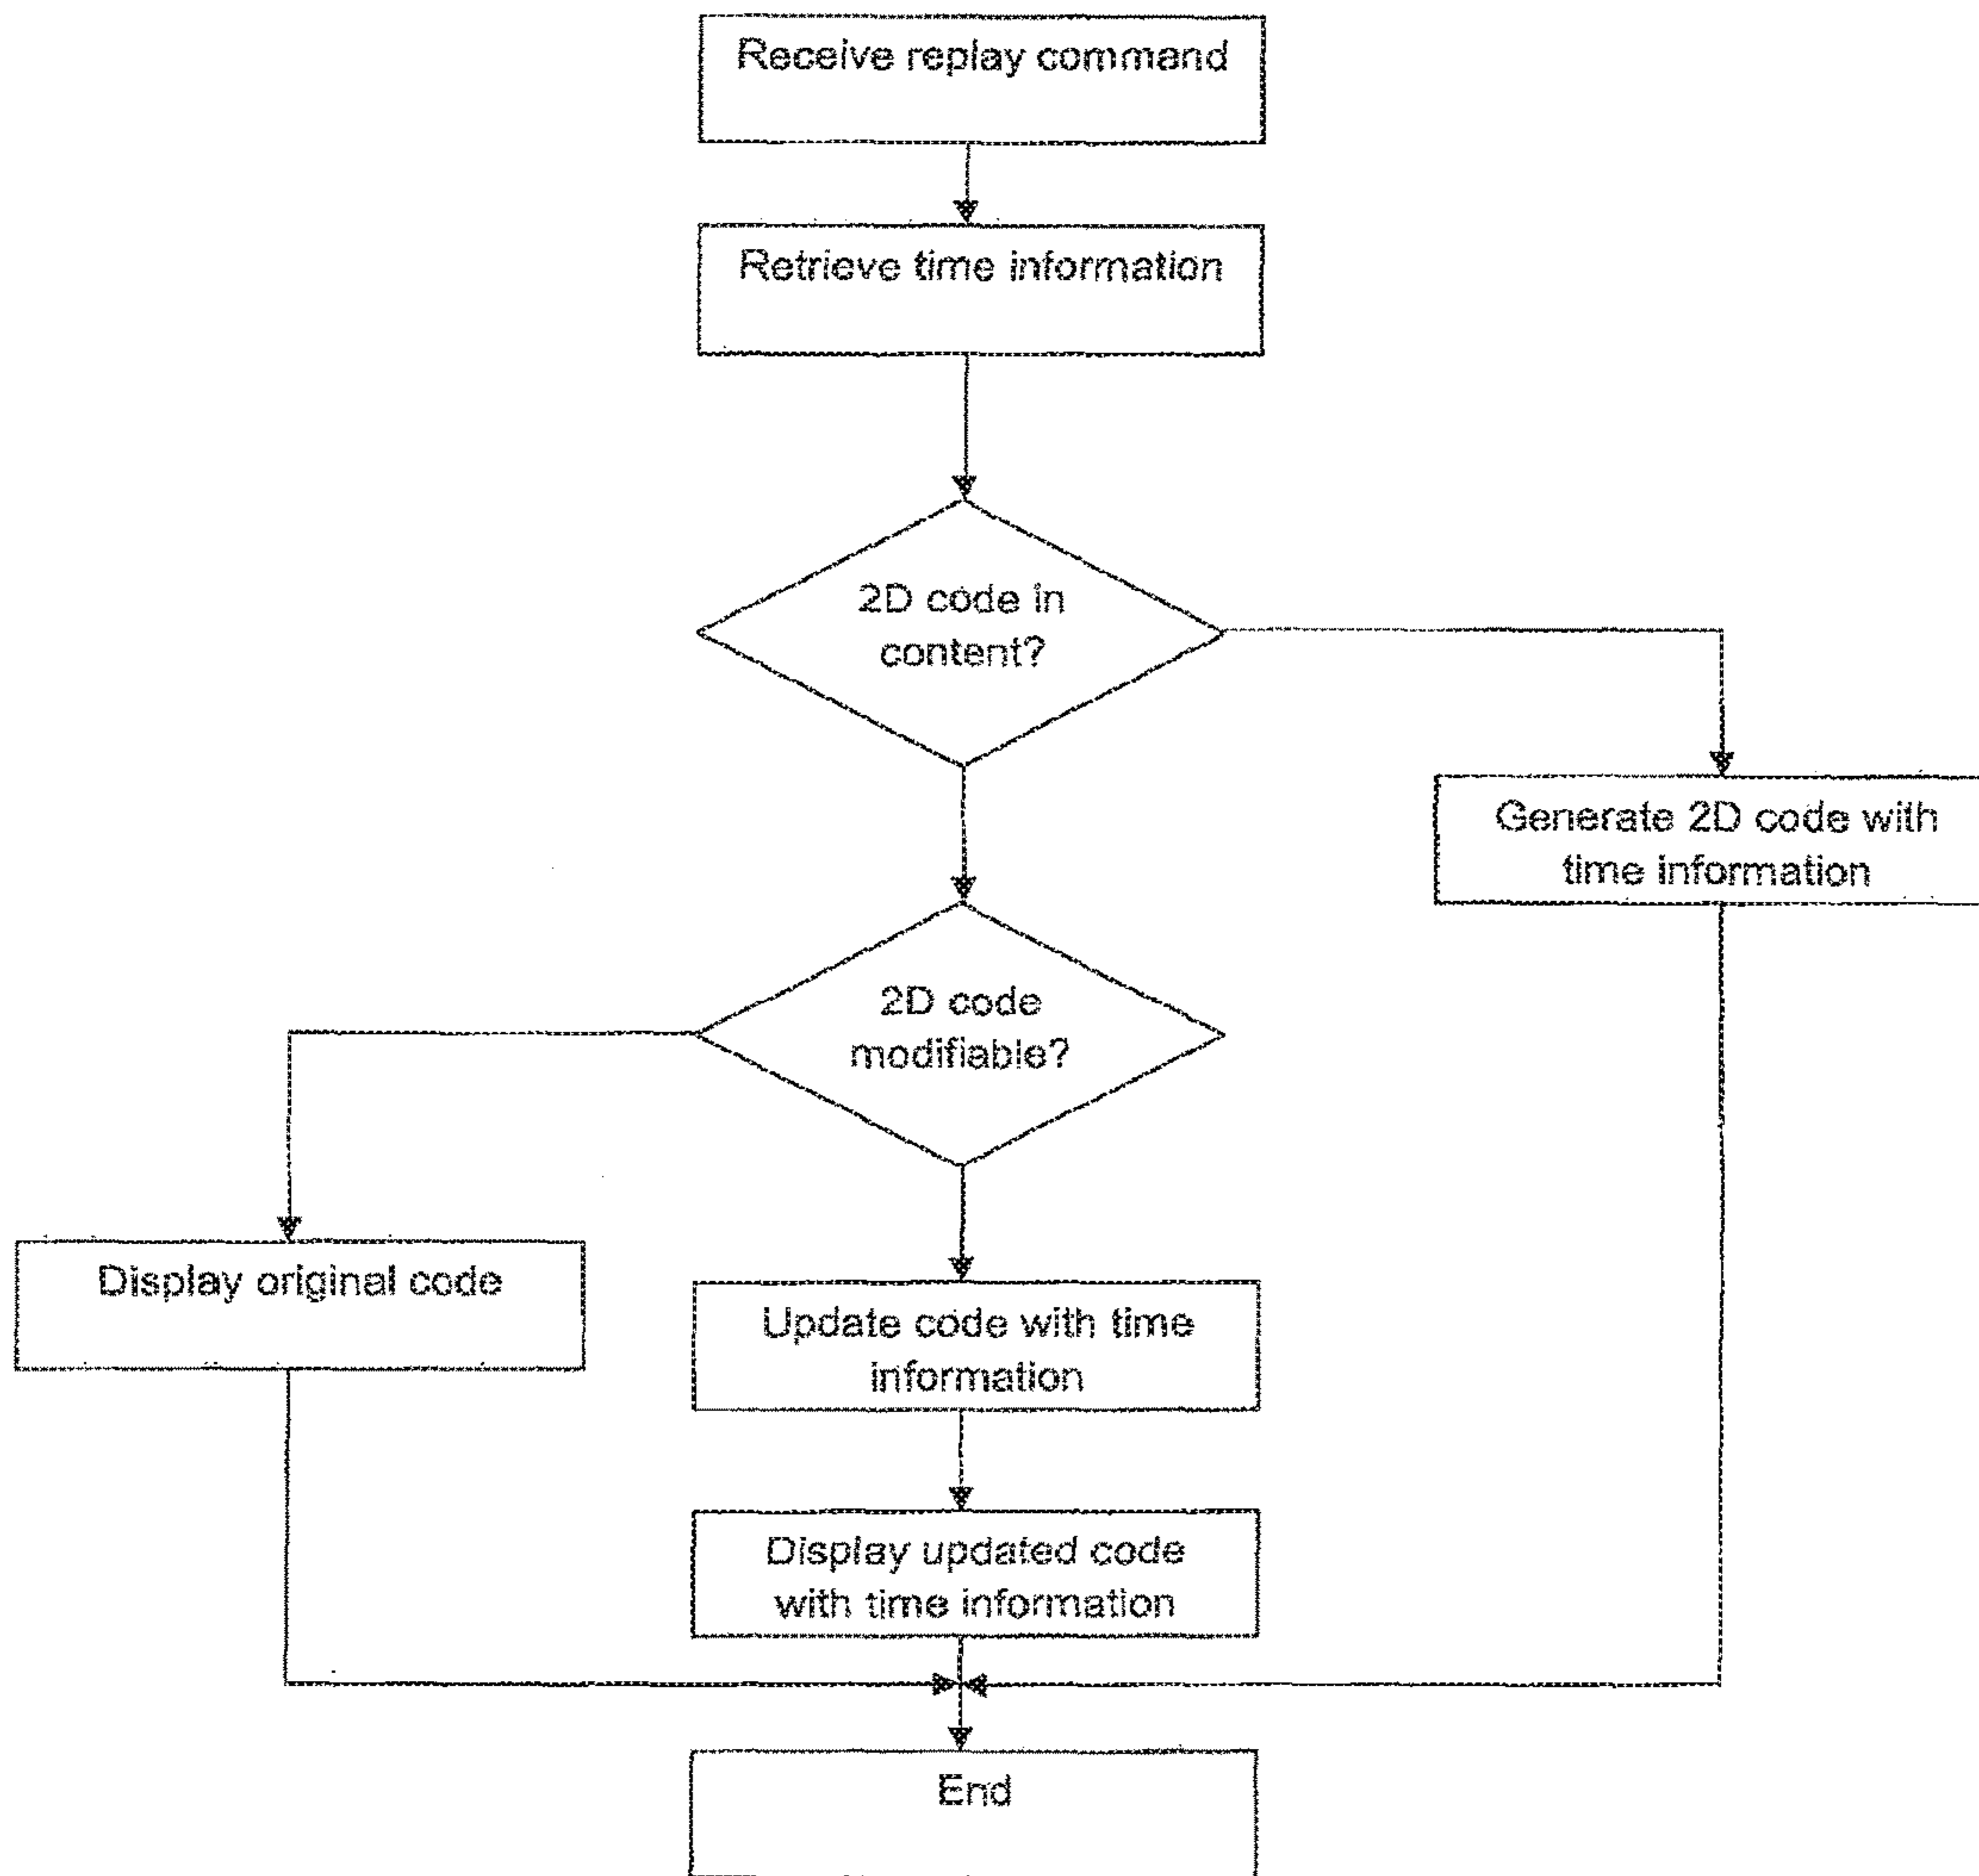 Receive replay command
Retrieve time information
2D code in
content?
Generate 2D code with
time information
2D code
modifiable?
Display original code
Update code with time
information
Display updated code
with time information
End